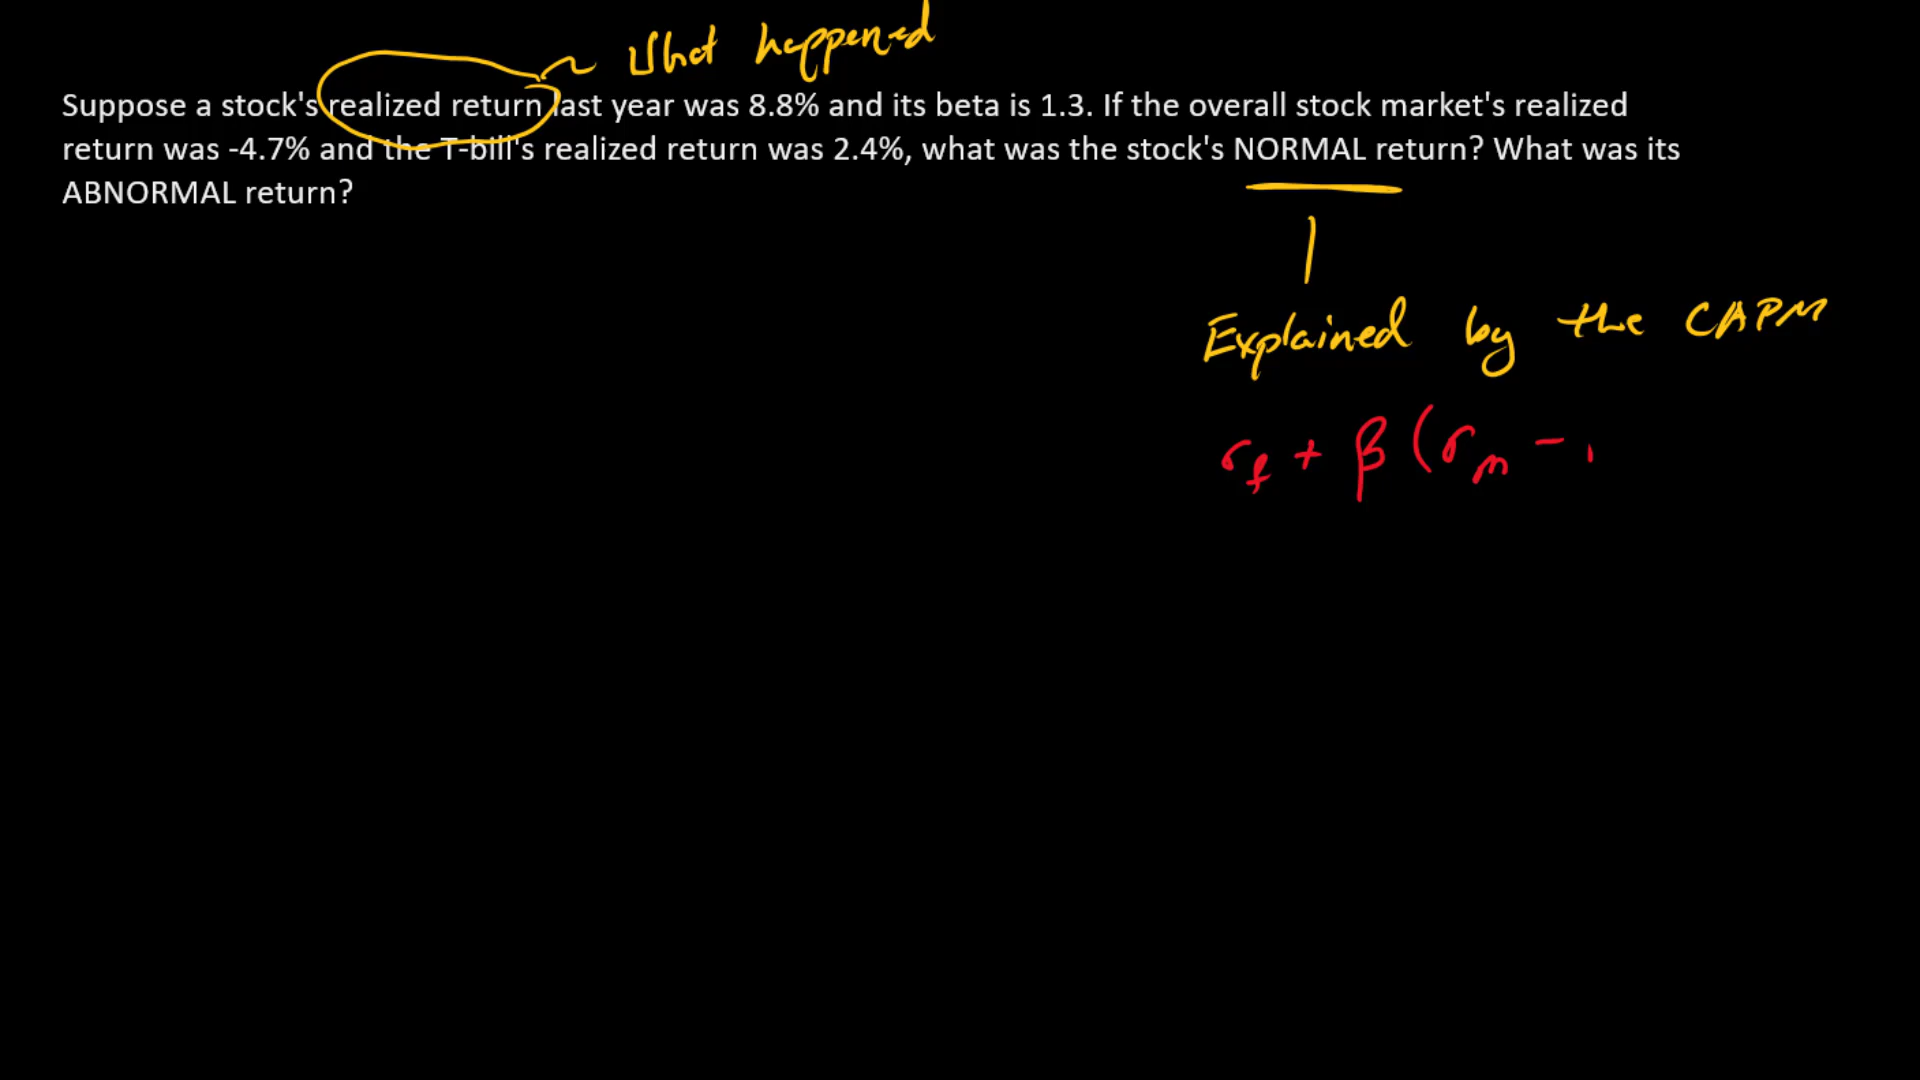 What happened
Suppose a stock's realized return last year was 8.8% and its beta is 1.3. If the overall stock market's realized
return was -4.7% and the T-bill's realized return was 2.4%, what was the stock's NORMAL return? What was its
ABNORMAL return?
Explained by the CAPM
r_f + β (r_m -